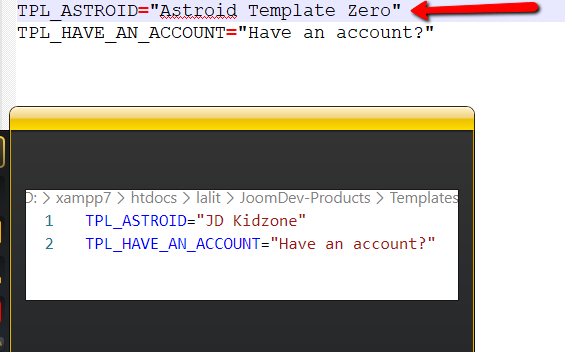 TPL_ASTROID="Astroid Template Zero"
TPL_HAVE_AN_ACCOUNT="Have an account?"
D: > xampp7 > htdocs > lalit > JoomDev-Products > Templates
1 TPL_ASTROID="JD Kidzone"
2 TPL_HAVE_AN_ACCOUNT="Have an account?"